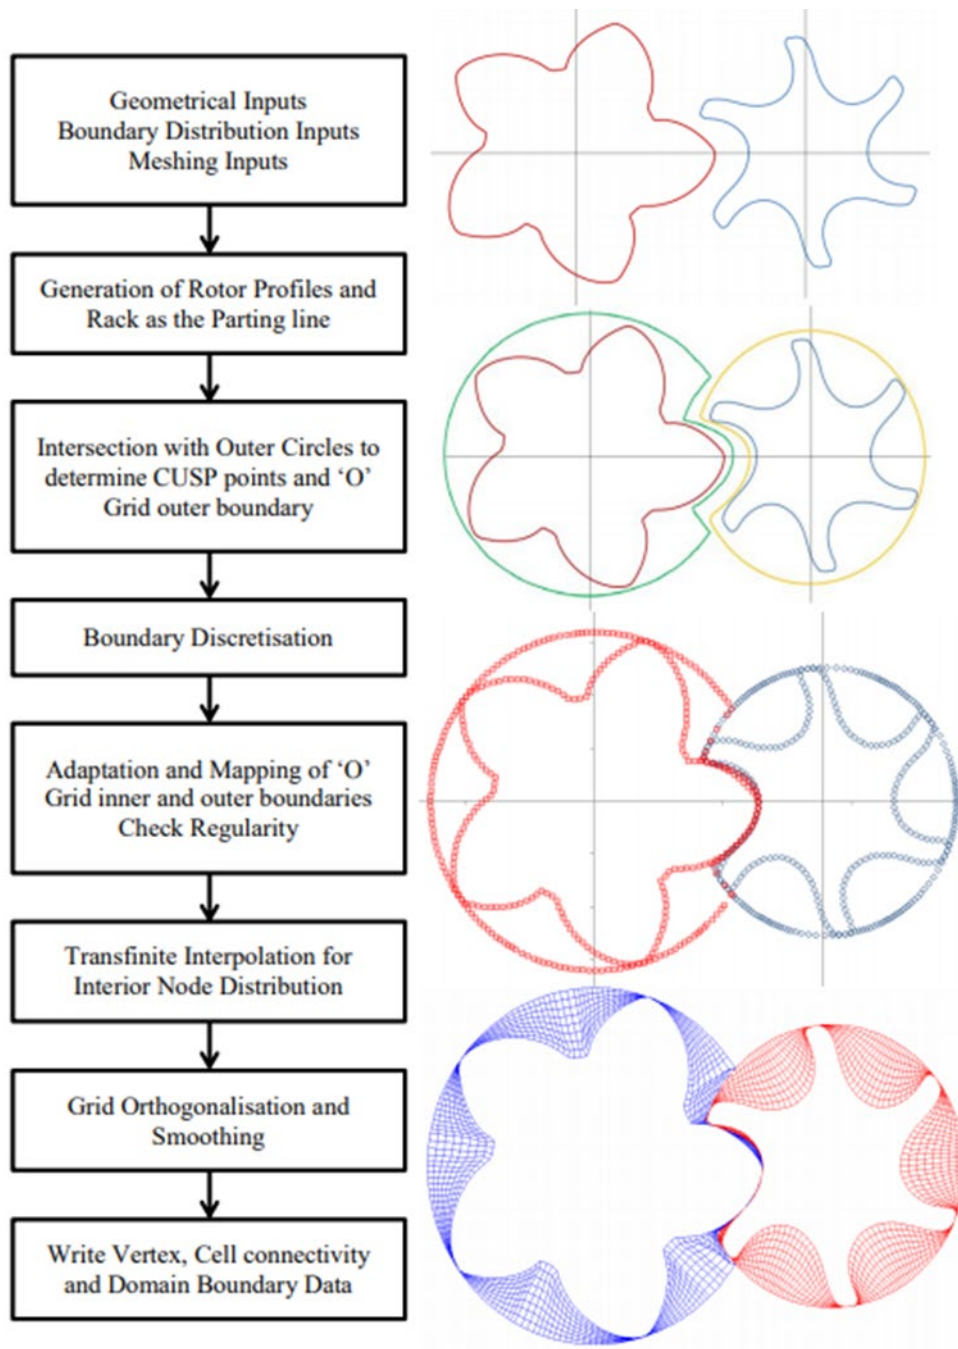 Geometrical Inputs
Boundary Distribution Inputs
Meshing Inputs
Generation of Rotor Profiles and
Rack as the Parting line
Intersection with Outer Circles to
determine CUSP points and ‘O’
Grid outer boundary
Boundary Discretisation
Adaptation and Mapping of ‘O’
Grid inner and outer boundaries
Check Regularity
Transfinite Interpolation for
Interior Node Distribution
Grid Orthogonalisation and
Smoothing
Write Vertex, Cell connectivity
and Domain Boundary Data